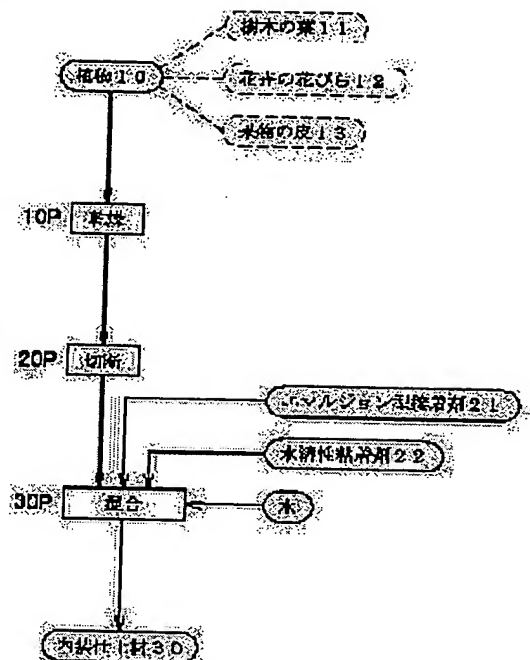 樹木の葉11
植物10
花卉の花びら12
果物の皮13
10P 乾燥
20P 切断
エマルジョン型接着剤21
水溶性粘着剤22
30P 混合
水
内装仕上材30